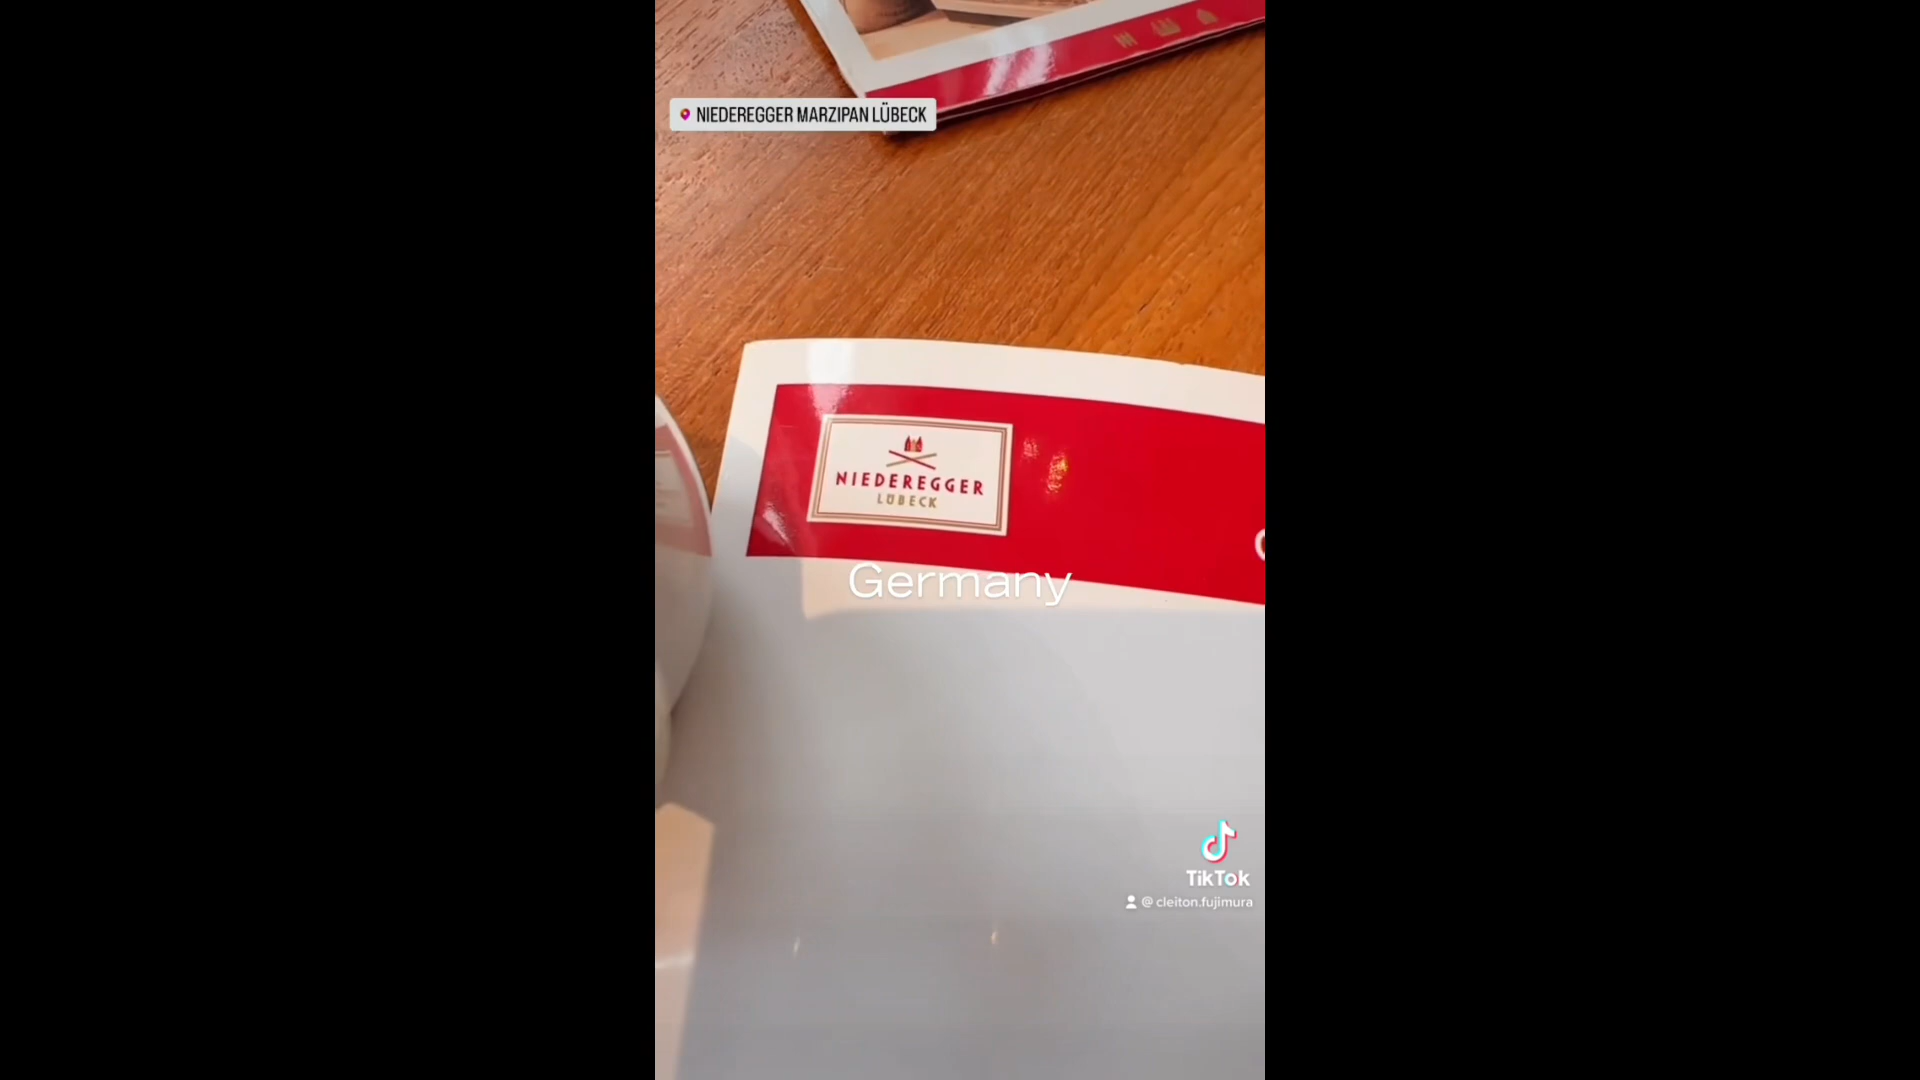 NIEDEREGGER MARZIPAN LÜBECK
NIEDEREGGER
LÜBECK
Germany
TikTok
@ cleiton.fujimura